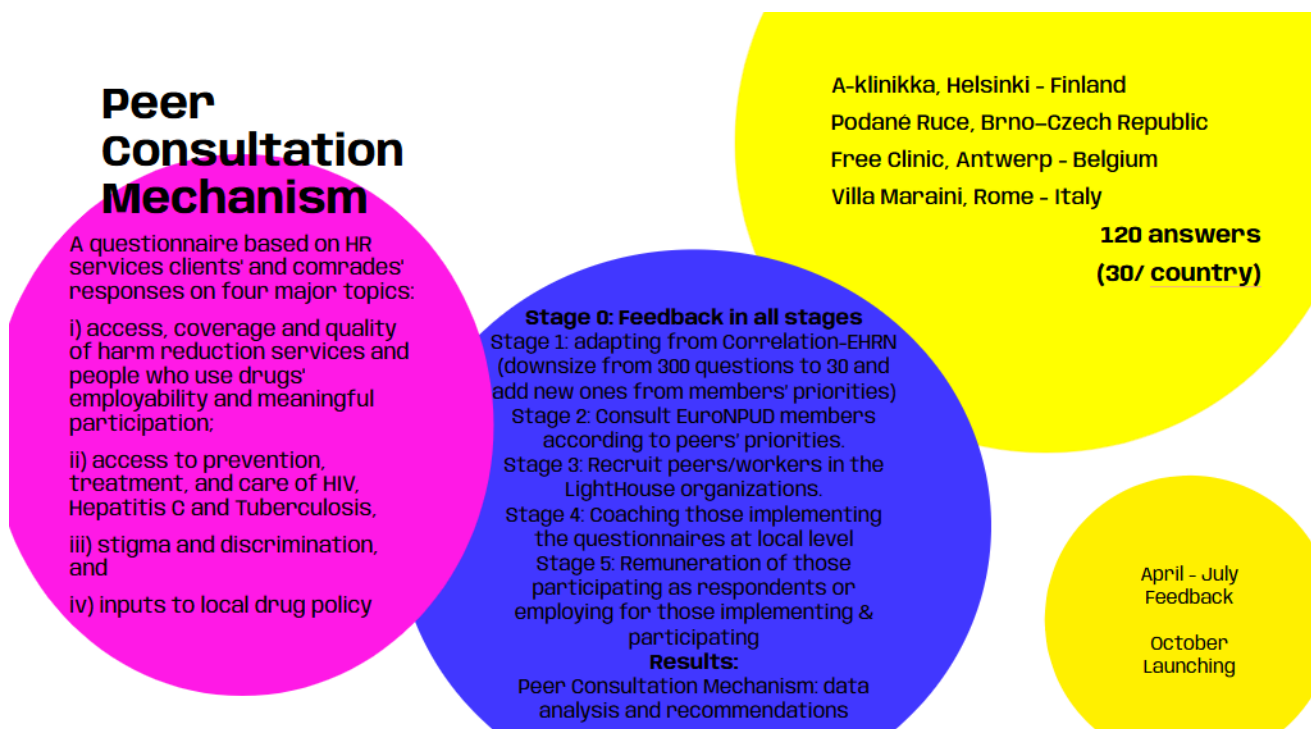 Peer
Consultation
Mechanism
A questionnaire based on HR
services clients' and comrades'
responses on four major topics:
i) access, coverage and quality
of harm reduction services and
people who use drugs'
employability and meaningful
participation;
ii) access to prevention,
treatment, and care of HIV,
Hepatitis C and Tuberculosis,
iii) stigma and discrimination,
and
iv) inputs to local drug policy
Stage 0: Feedback in all stages
Stage 1: adapting from Correlation-EHRN
(downsize from 300 questions to 30 and
add new ones from members' priorities)
Stage 2: Consult EuroNPUD members
according to peers' priorities.
Stage 3: Recruit peers/workers in the
LightHouse organizations.
Stage 4: Coaching those implementing
the questionnaires at local level
Stage 5: Remuneration of those
participating as respondents or
employing for those implementing &
participating
Results:
Peer Consultation Mechanism: data
analysis and recommendations
A-klinikka, Helsinki - Finland
Podané Ruce, Brno–Czech Republic
Free Clinic, Antwerp - Belgium
Villa Maraini, Rome - Italy
120 answers
(30/ country)
April - July
Feedback
October
Launching